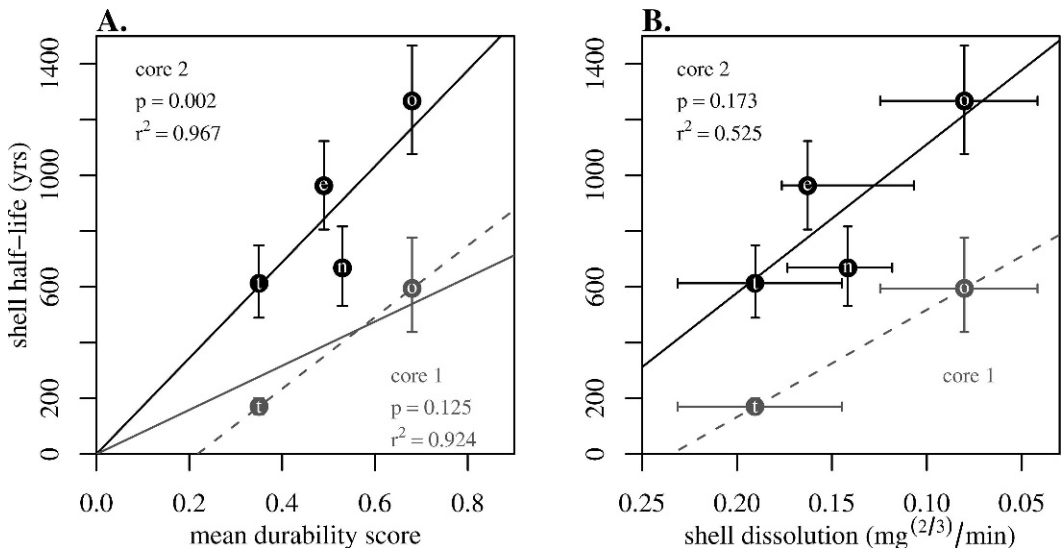 A.
core 2
p = 0.002
r² = 0.967
o
e
n
t
o
t
core 1
p = 0.125
r² = 0.924
shell half−life (yrs)
0 200 600 1000 1400
0.0 0.2 0.4 0.6 0.8
mean durability score
B.
core 2
p = 0.173
r² = 0.525
o
e
n
t
o
t
core 1
0 200 600 1000 1400
0.25 0.20 0.15 0.10 0.05
shell dissolution (mg^(2/3)/min)